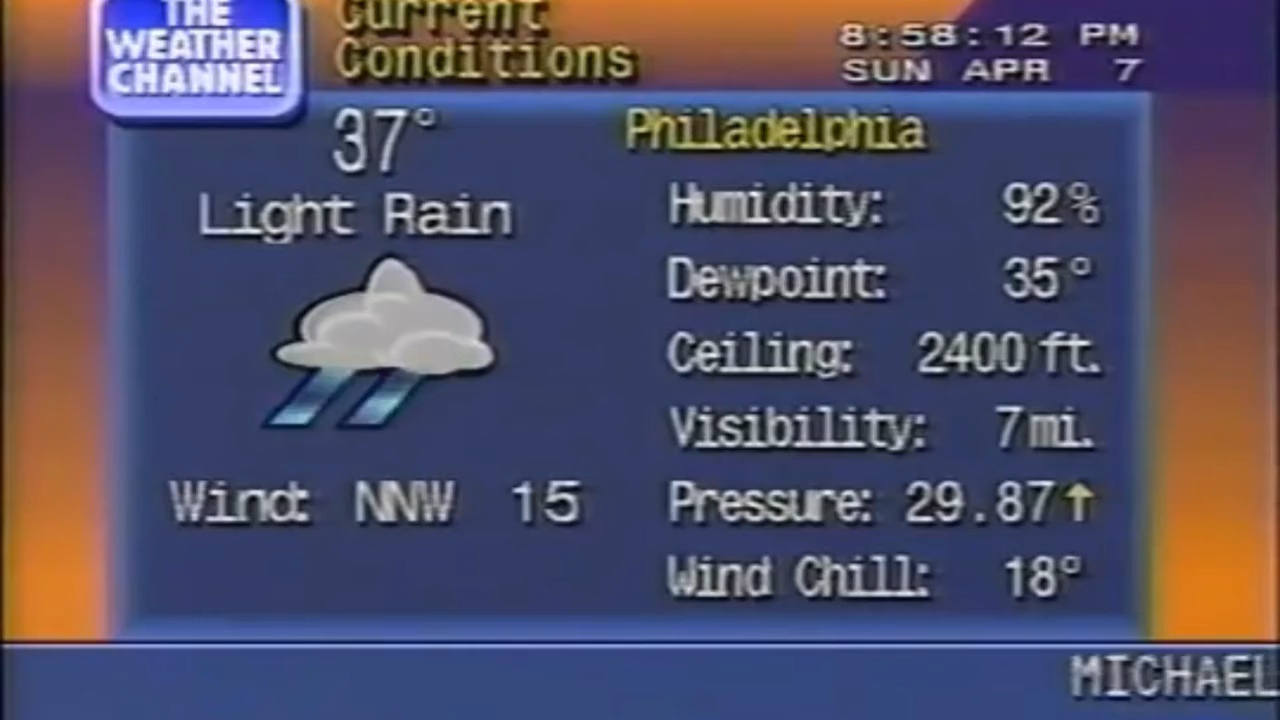 THE
WEATHER
CHANNEL
Current
Conditions
8:58:12 PM
SUN APR 7
37°
Light Rain
Wind: NNW 15
Philadelphia
Humidity: 92%
Dewpoint: 35°
Ceiling: 2400 ft.
Visibility: 7 mi.
Pressure: 29.87↑
Wind Chill: 18°
MICHAEL